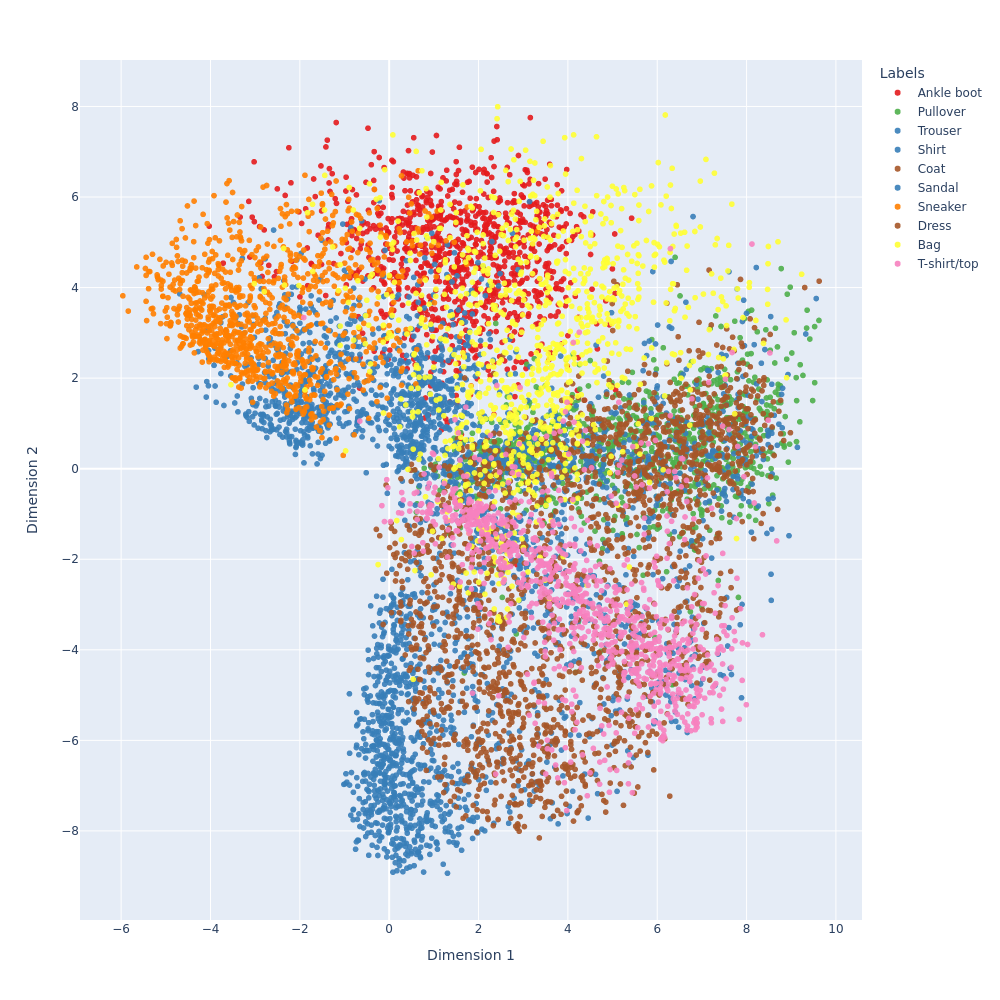 Labels
Ankle boot
Pullover
Trouser
Shirt
Coat
Sandal
Sneaker
Dress
Bag
T-shirt/top
8
6
4
2
0
−2
−4
−6
−8
Dimension 2
−6 −4 −2 0 2 4 6 8 10
Dimension 1